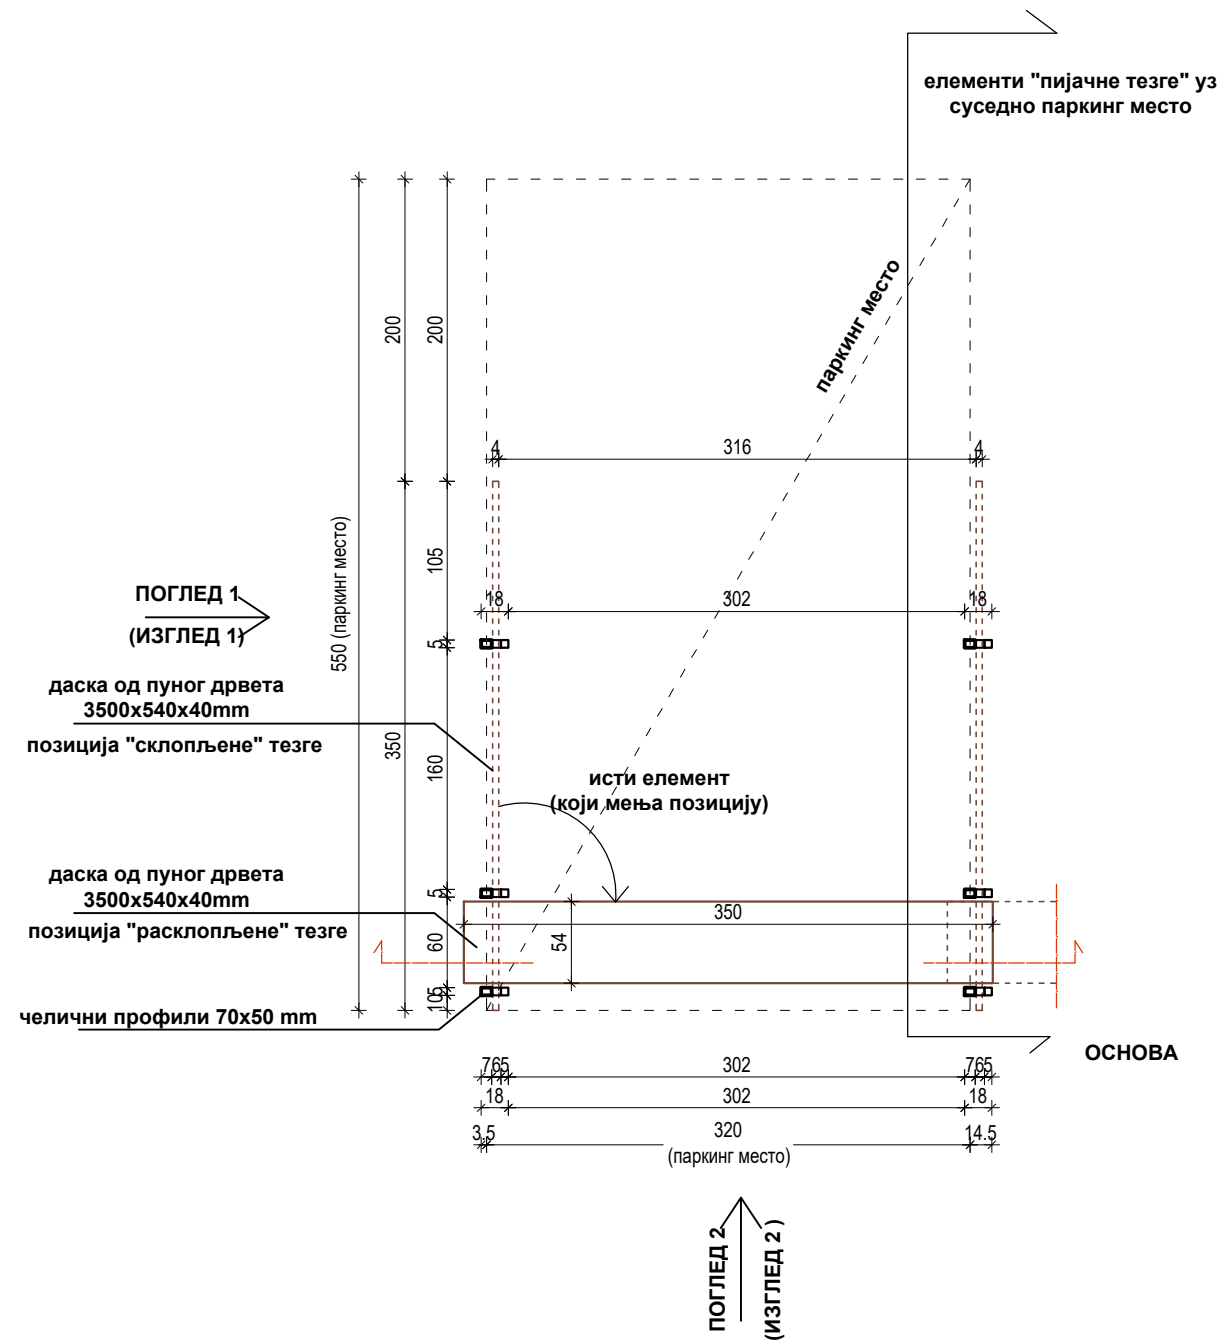 елементи "пијачне тезге" уз
суседно паркинг место
200
200
паркинг место
4
316
4
550 (паркинг место)
105
ПОГЛЕД 1
(ИЗГЛЕД 1)
18
302
18
5
даска од пуног дрвета
3500x540x40mm
позиција "склопљене" тезге
350
160
исти елемент
(који мења позицију)
даска од пуног дрвета
3500x540x40mm
позиција "расклопљене" тезге
5
350
60
54
105
челични профили 70x50 mm
ОСНОВА
765
302
765
18
302
18
3.5
320
14.5
(паркинг место)
ПОГЛЕД 2
(ИЗГЛЕД 2 )